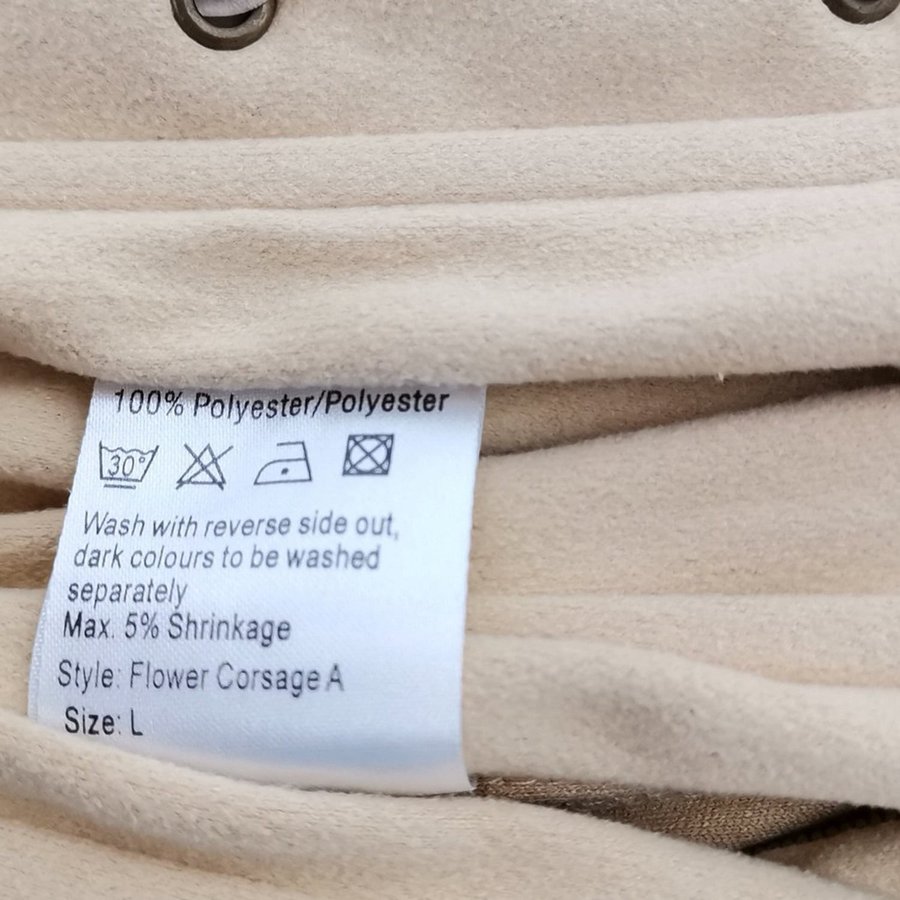 100% Polyester/Polyester
30°
Wash with reverse side out,
dark colours to be washed
separately
Max. 5% Shrinkage
Style: Flower Corsage A
Size: L